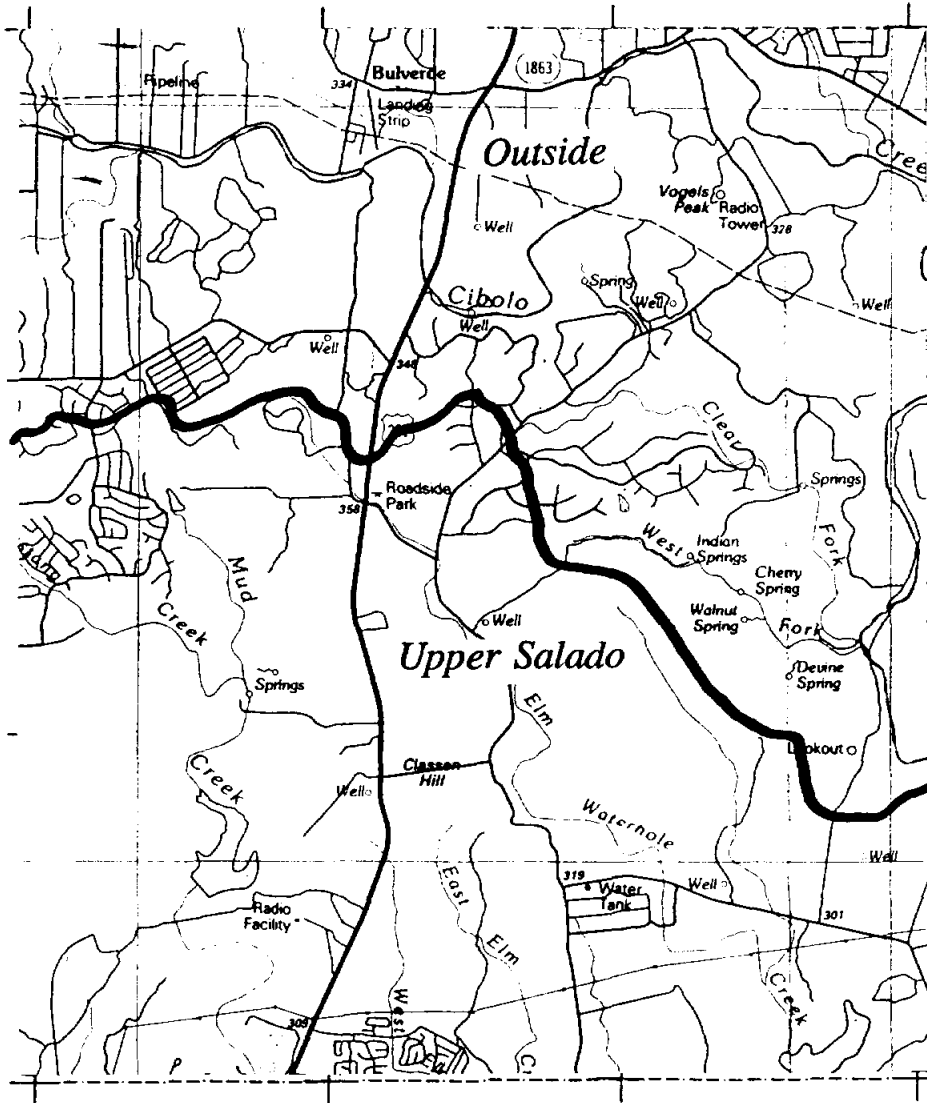 1863
Bulverde
Pipeline
334
Landing
Strip
Outside
Creek
Vogels
Peak
Radio
Tower
328
Well
Spring
Well
Well
Cibolo
Well
Well
348
Clear
Springs
Roadside
Park
358
Fork
West
Indian
Springs
Mud
Cherry
Spring
Creek
Walnut
Spring
Well
Fork
Upper Salado
Devine
Spring
Springs
Elm
Lookout
Creek
Classen
Hill
Well
Waterhole
Well
East
319
Water
Tank
Well
Radio
Facility
301
Elm
West
Creek
309